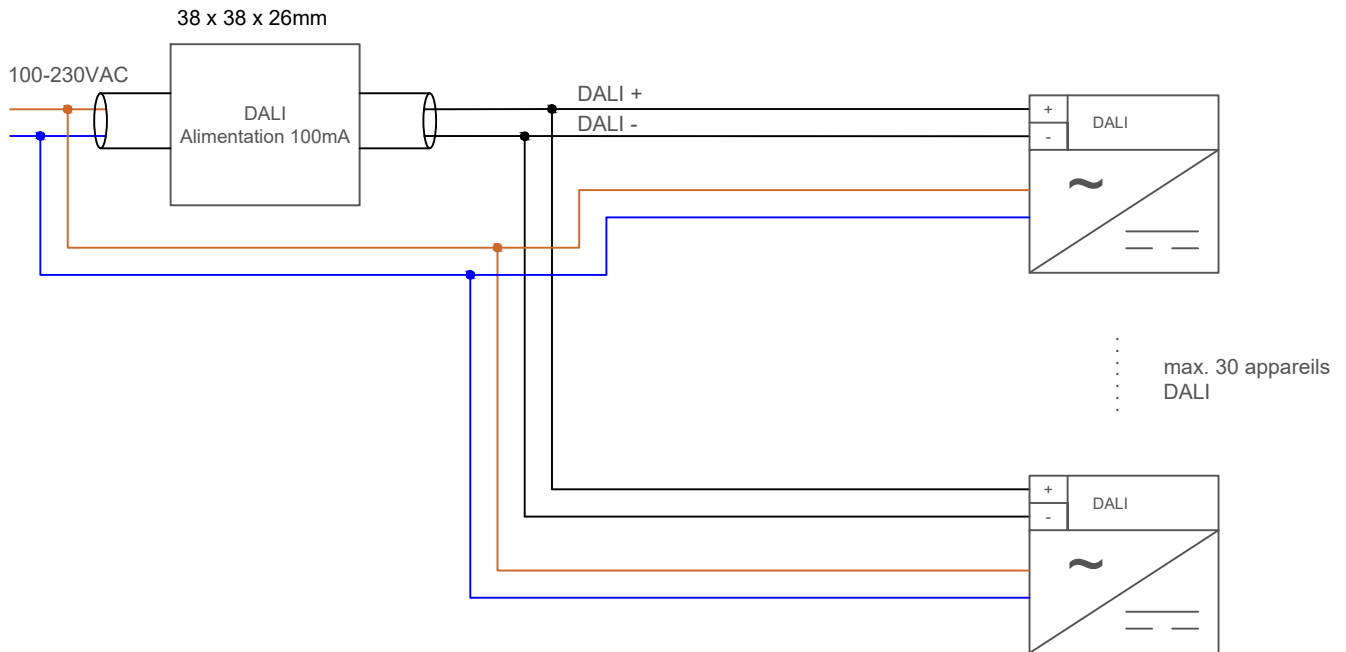 38 x 38 x 26mm
100-230VAC
DALI
Alimentation 100mA
DALI +
DALI -
+
-
DALI
~
max. 30 appareils
DALI
+
-
DALI
~